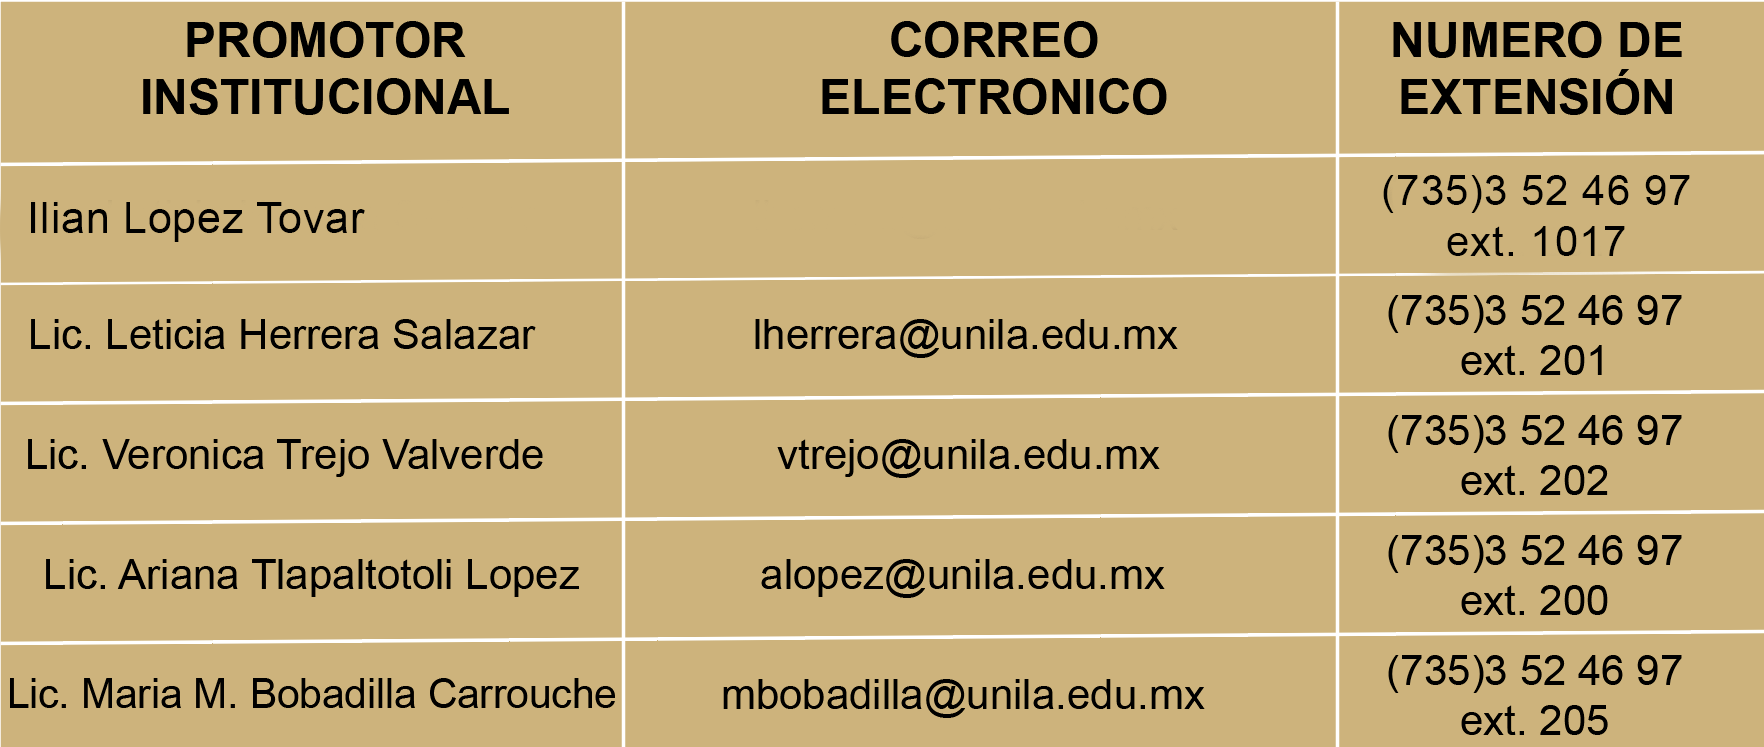 PROMOTOR
INSTITUCIONAL
CORREO
ELECTRONICO
NUMERO DE
EXTENSIÓN
Ilian Lopez Tovar
(735)3 52 46 97
ext. 1017
Lic. Leticia Herrera Salazar
lherrera@unila.edu.mx
(735)3 52 46 97
ext. 201
Lic. Veronica Trejo Valverde
vtrejo@unila.edu.mx
(735)3 52 46 97
ext. 202
Lic. Ariana Tlapaltotoli Lopez
alopez@unila.edu.mx
(735)3 52 46 97
ext. 200
Lic. Maria M. Bobadilla Carrouche
mbobadilla@unila.edu.mx
(735)3 52 46 97
ext. 205